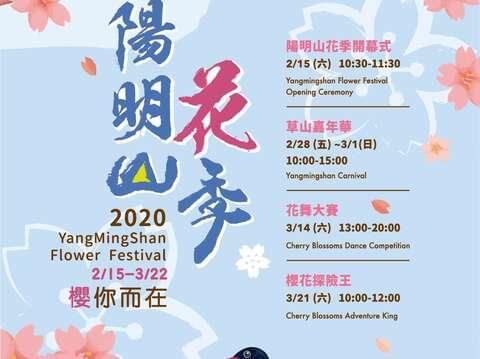 陽明山
花季
2020
YangMingShan
Flower Festival
2/15-3/22
櫻你而在
陽明山花季開幕式
2/15 (六) 10:30-11:30
Yangmingshan Flower Festival
Opening Ceremony
草山嘉年華
2/28 (五) ~3/1(日)
10:00-15:00
Yangmingshan Carnival
花舞大賽
3/14 (六) 13:00-20:00
Cherry Blossoms Dance Competition
櫻花探險王
3/21 (六) 10:00-12:00
Cherry Blossoms Adventure King